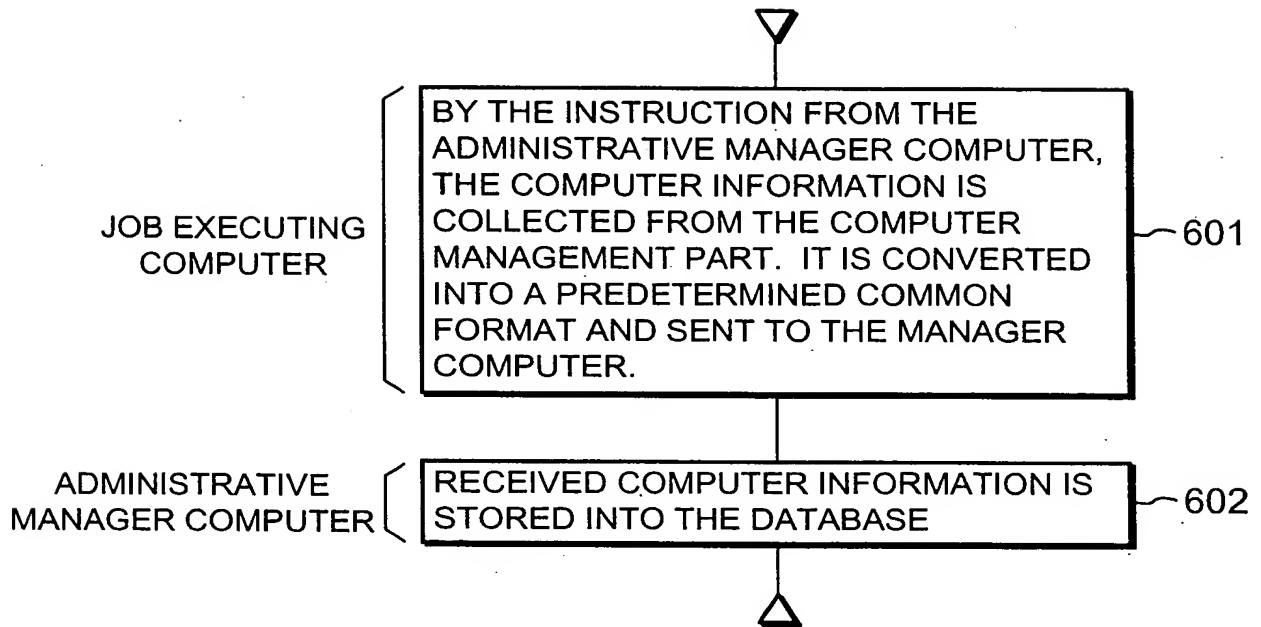 BY THE INSTRUCTION FROM THE
ADMINISTRATIVE MANAGER COMPUTER,
THE COMPUTER INFORMATION IS
COLLECTED FROM THE COMPUTER
MANAGEMENT PART. IT IS CONVERTED
INTO A PREDETERMINED COMMON
FORMAT AND SENT TO THE MANAGER
COMPUTER.
JOB EXECUTING
COMPUTER
601
ADMINISTRATIVE
MANAGER COMPUTER
RECEIVED COMPUTER INFORMATION IS
STORED INTO THE DATABASE
602